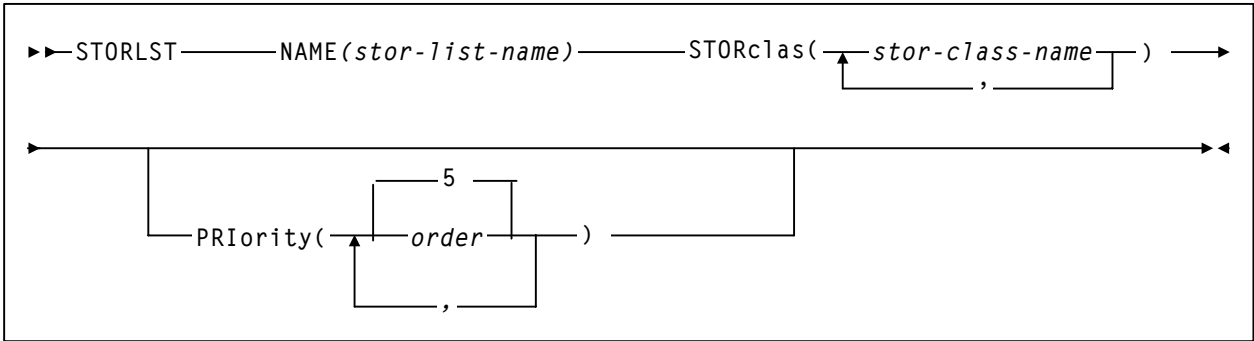 STORLST NAME(stor-list-name) STORclas( stor-class-name )
,
5
PRIority( order )
,